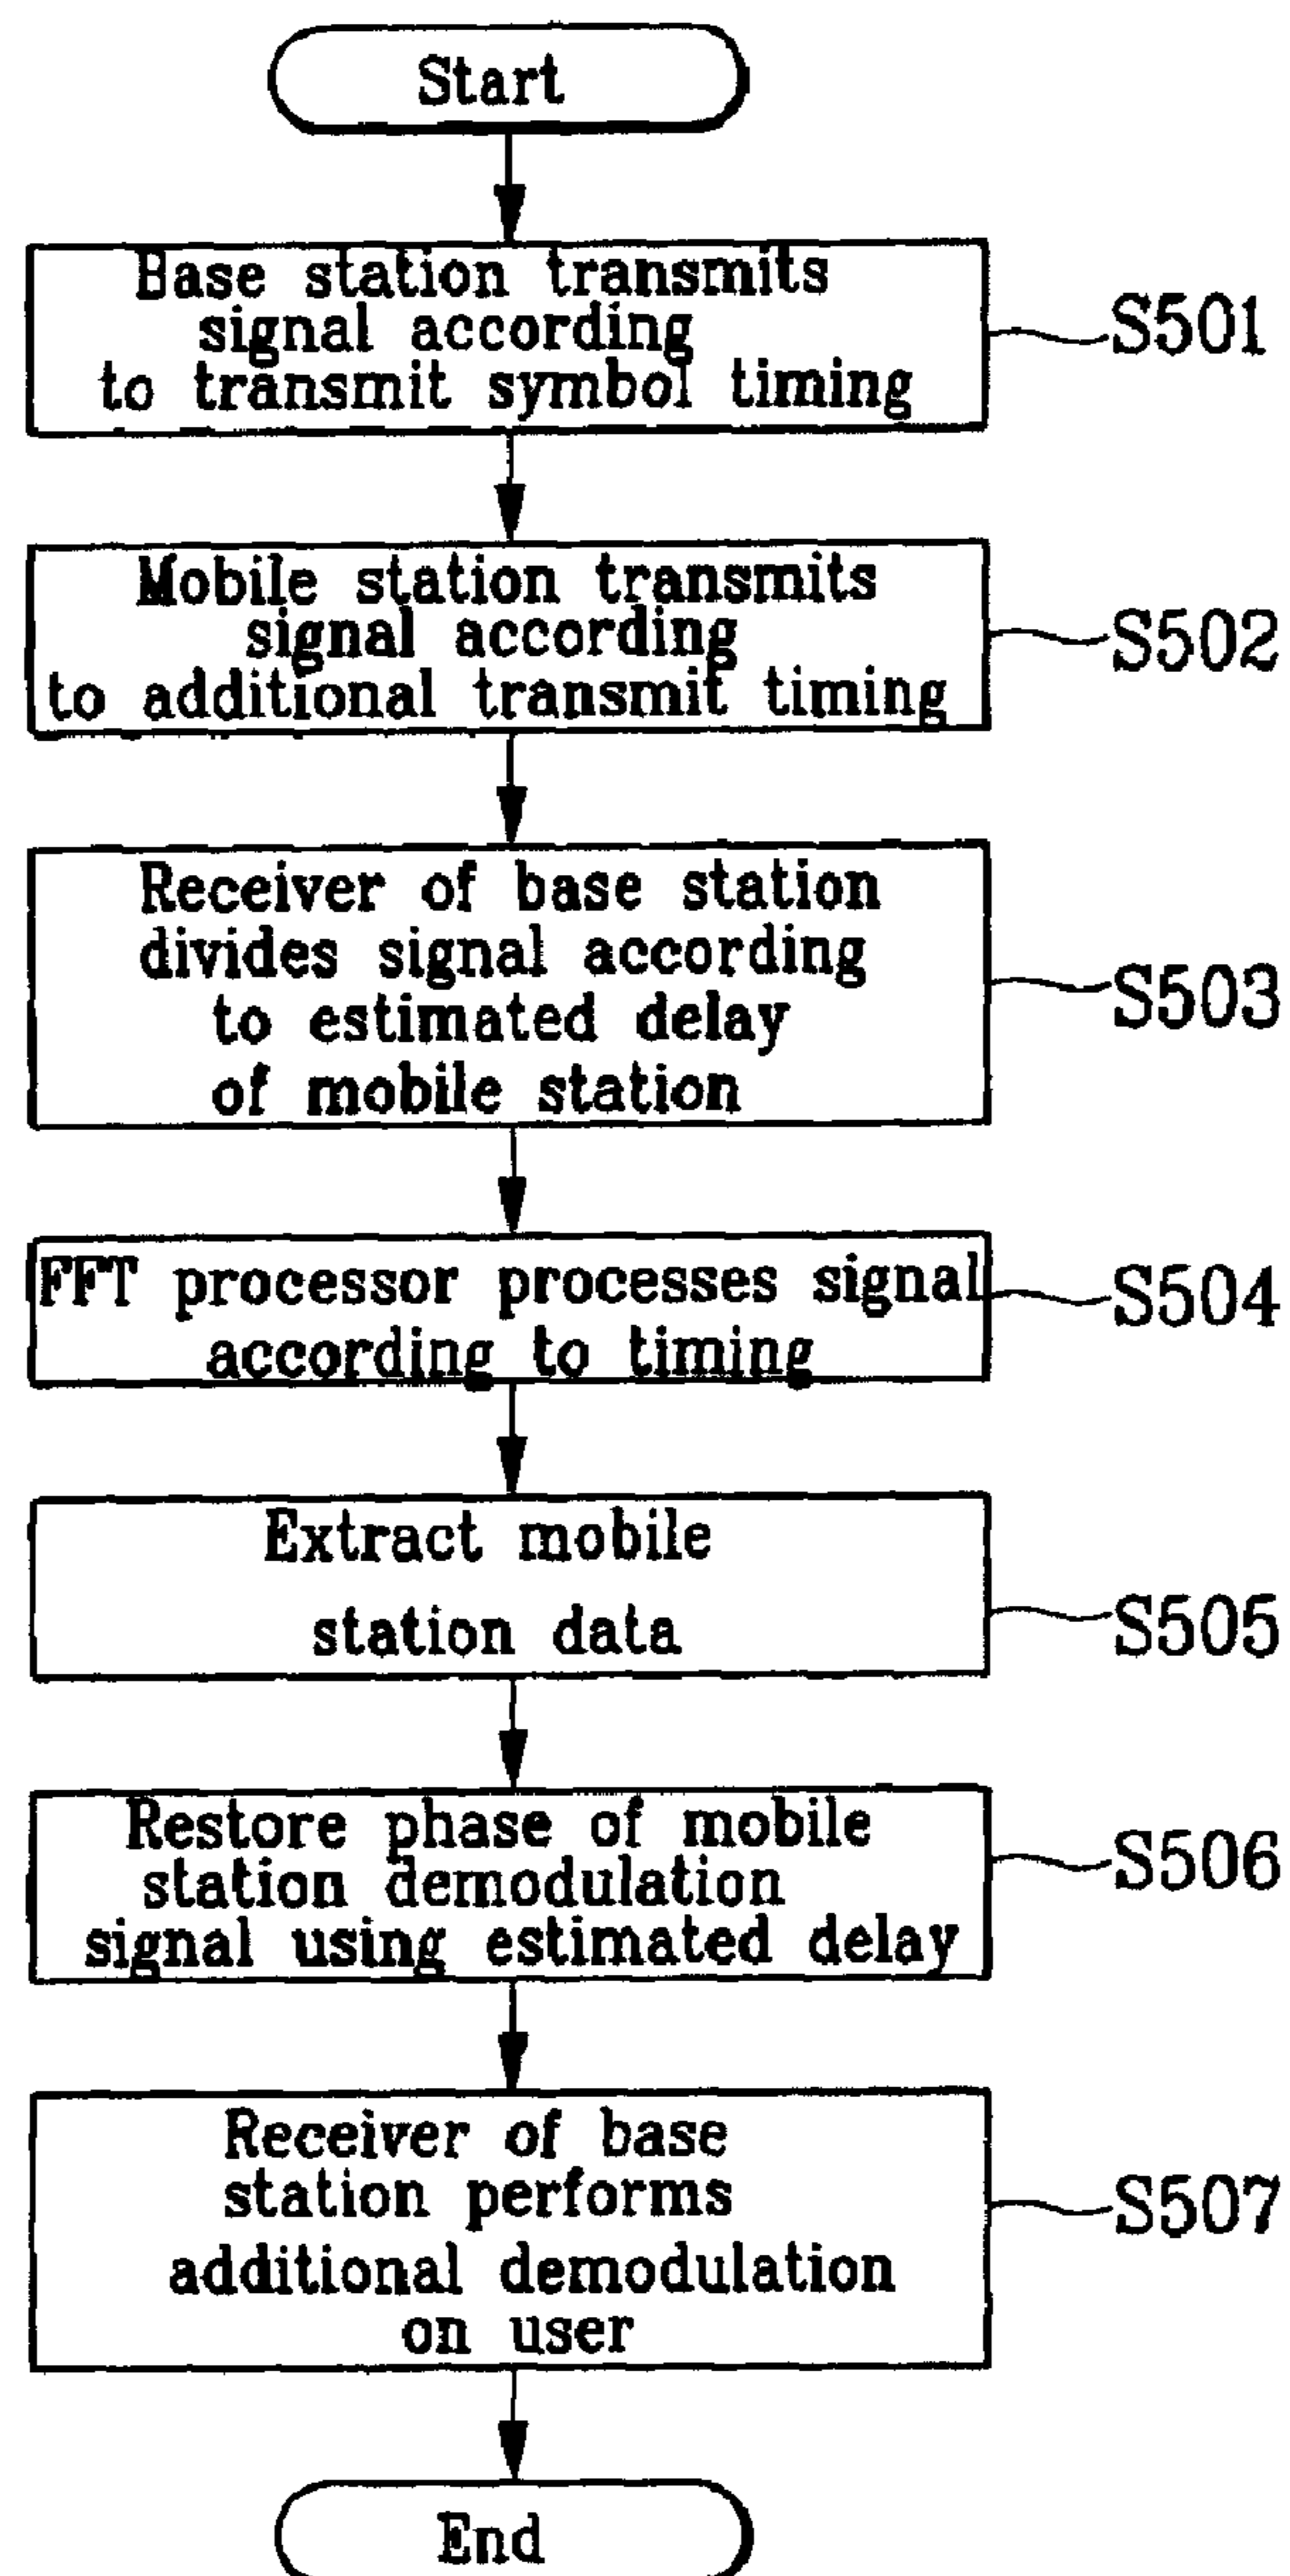 Start
Base station transmits
signal according
to transmit symbol timing
S501
Mobile station transmits
signal according
to additional transmit timing
S502
Receiver of base station
divides signal according
to estimated delay
of mobile station
S503
FFT processor processes signal
according to timing
S504
Extract mobile
station data
S505
Restore phase of mobile
station demodulation
signal using estimated delay
S506
Receiver of base
station performs
additional demodulation
on user
S507
End